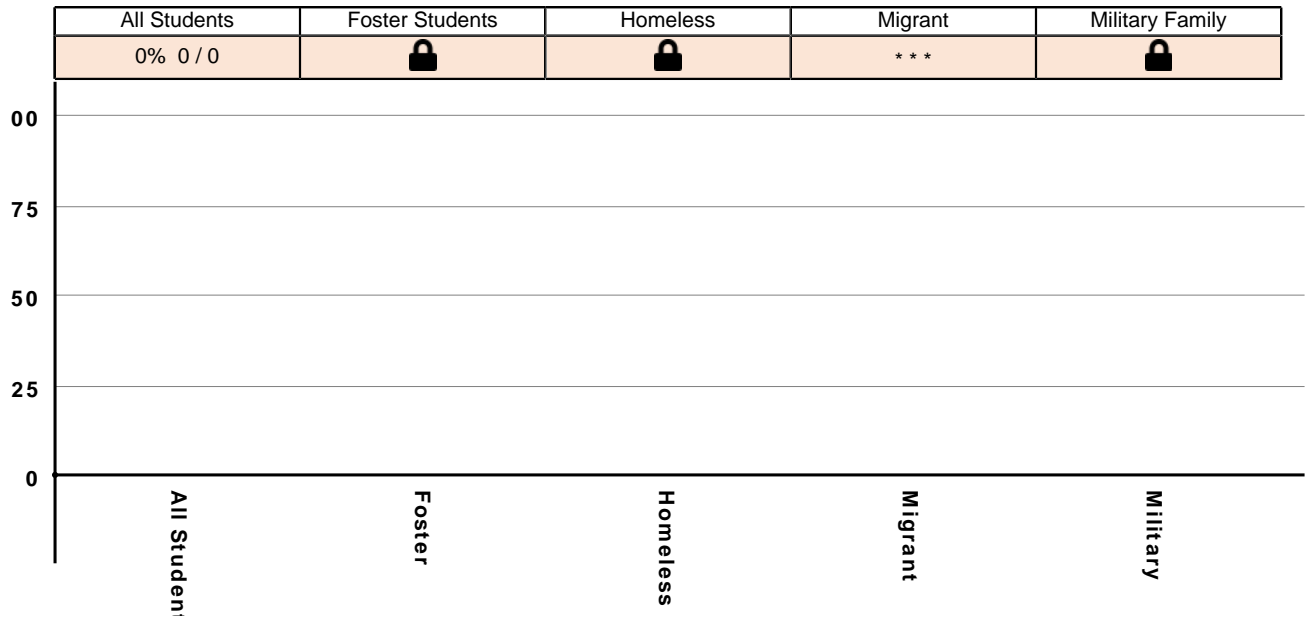 All Students Foster Students Homeless Migrant Military Family
0% 0 / 0 * * *
00
75
50
25
0
All Student
Foster
Homeless
Migrant
Military